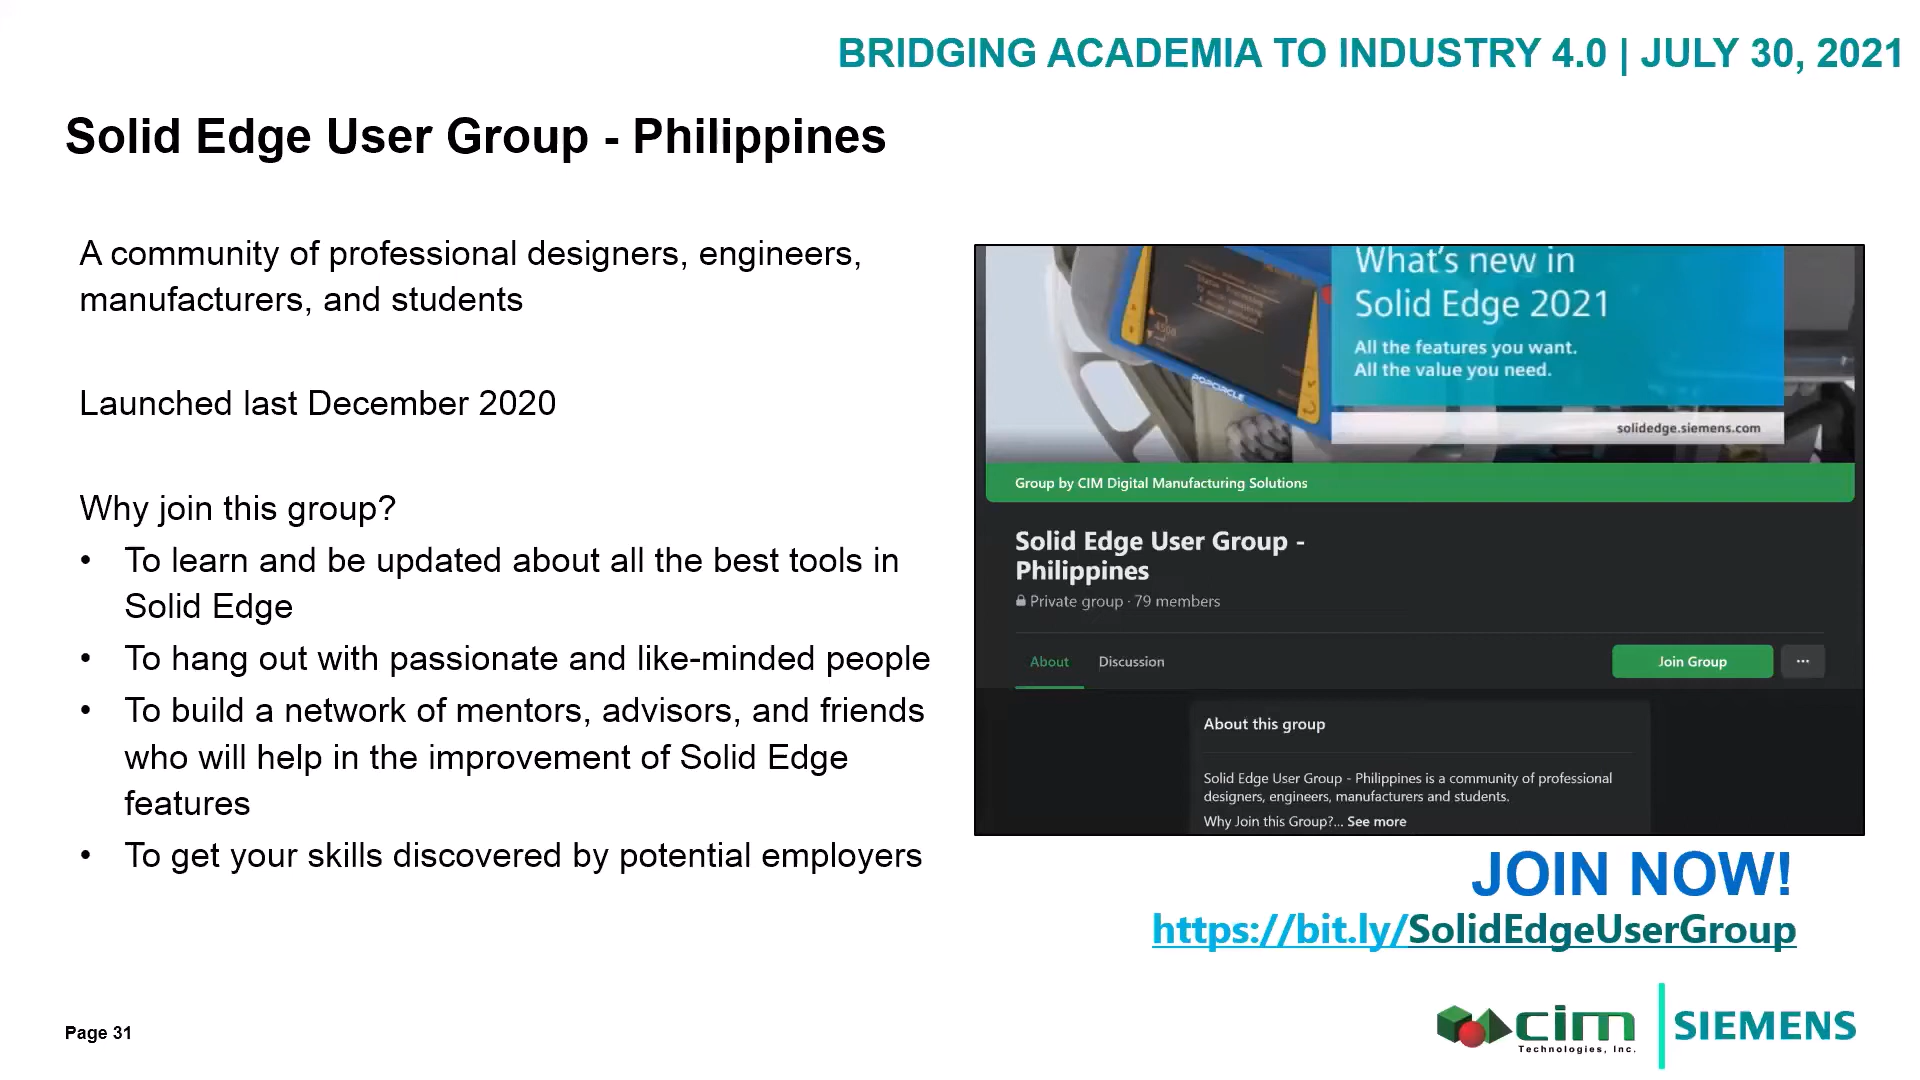 BRIDGING ACADEMIA TO INDUSTRY 4.0 | JULY 30, 2021
Solid Edge User Group - Philippines
A community of professional designers, engineers,
manufacturers, and students
Launched last December 2020
Why join this group?
• To learn and be updated about all the best tools in
Solid Edge
• To hang out with passionate and like-minded people
• To build a network of mentors, advisors, and friends
who will help in the improvement of Solid Edge
features
• To get your skills discovered by potential employers
What's new in
Solid Edge 2021
All the features you want.
All the value you need.
solidedge.siemens.com
POPCIRCLE
Group by CIM Digital Manufacturing Solutions
Solid Edge User Group -
Philippines
Private group · 79 members
About Discussion
Join Group
...
About this group
Solid Edge User Group - Philippines is a community of professional
designers, engineers, manufacturers and students.
Why Join this Group?... See more
JOIN NOW!
https://bit.ly/SolidEdgeUserGroup
Page 31
cim
Technologies, Inc.
SIEMENS